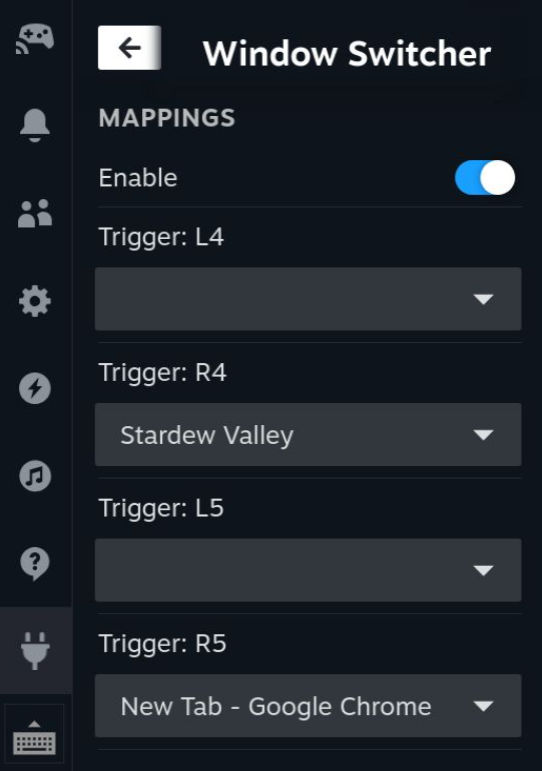 Window Switcher
MAPPINGS
Enable
Trigger: L4
Trigger: R4
Stardew Valley
Trigger: L5
Trigger: R5
New Tab - Google Chrome